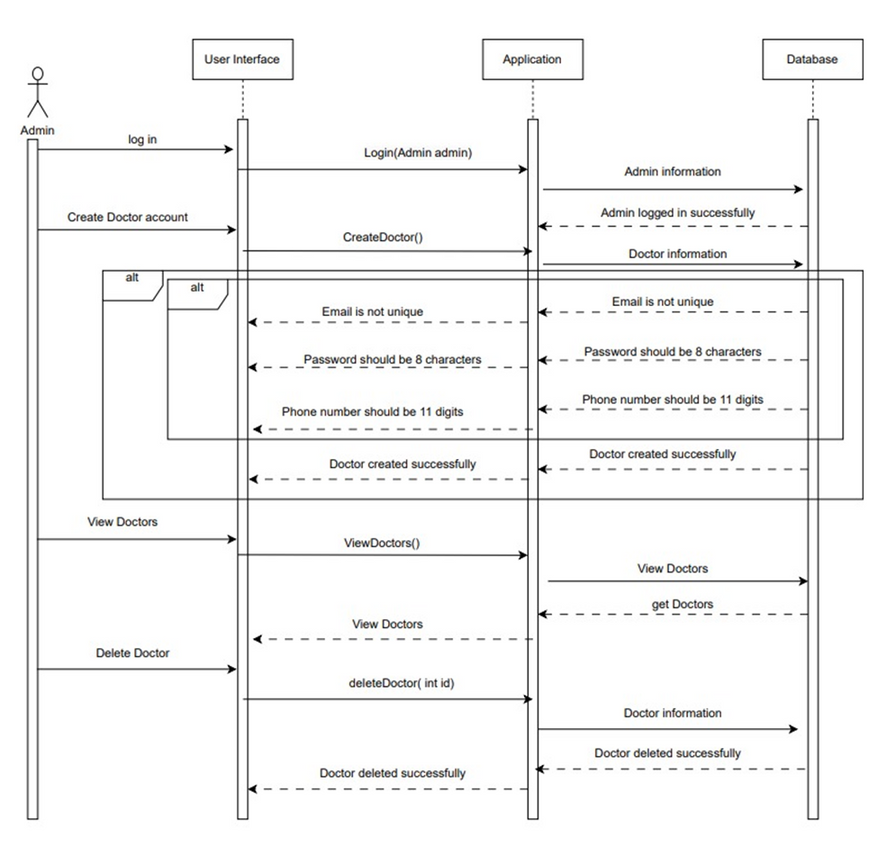 User Interface
Application
Database
Admin
log in
Login(Admin admin)
Admin information
Admin logged in successfully
Create Doctor account
CreateDoctor()
Doctor information
alt
alt
Email is not unique
Email is not unique
Password should be 8 characters
Password should be 8 characters
Phone number should be 11 digits
Phone number should be 11 digits
Doctor created successfully
Doctor created successfully
View Doctors
ViewDoctors()
View Doctors
get Doctors
View Doctors
Delete Doctor
deleteDoctor( int id)
Doctor information
Doctor deleted successfully
Doctor deleted successfully